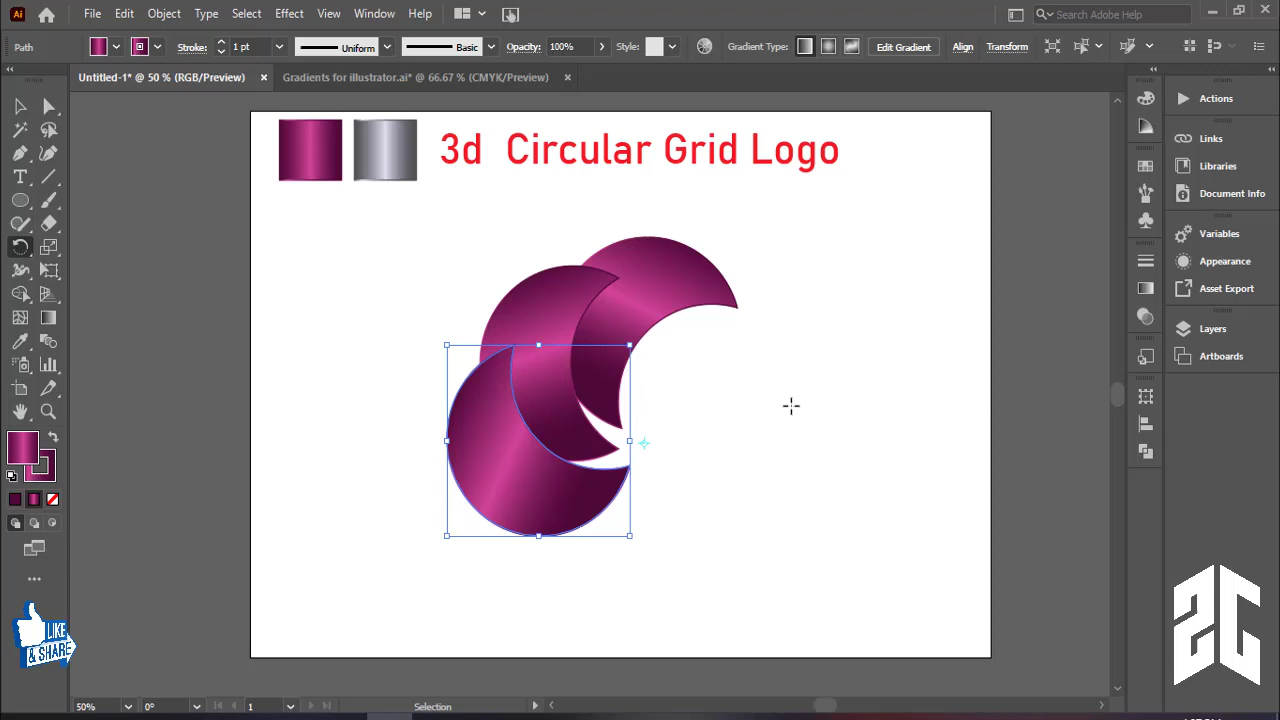 Ai File Edit Object Type Select Effect View Window Help Search Adobe Help
Path Stroke: 1 pt Uniform Basic Opacity: 100% Style: Gradient Type: Edit Gradient Align Transform
Untitled-1* @ 50 % (RGB/Preview) × Gradients for illustrator.ai* @ 66.67 % (CMYK/Preview) ×
3d Circular Grid Logo
Actions
Links
Libraries
Document Info
Variables
Appearance
Asset Export
Layers
Artboards
LIKE
& SHARE
50% 0° 1 Selection